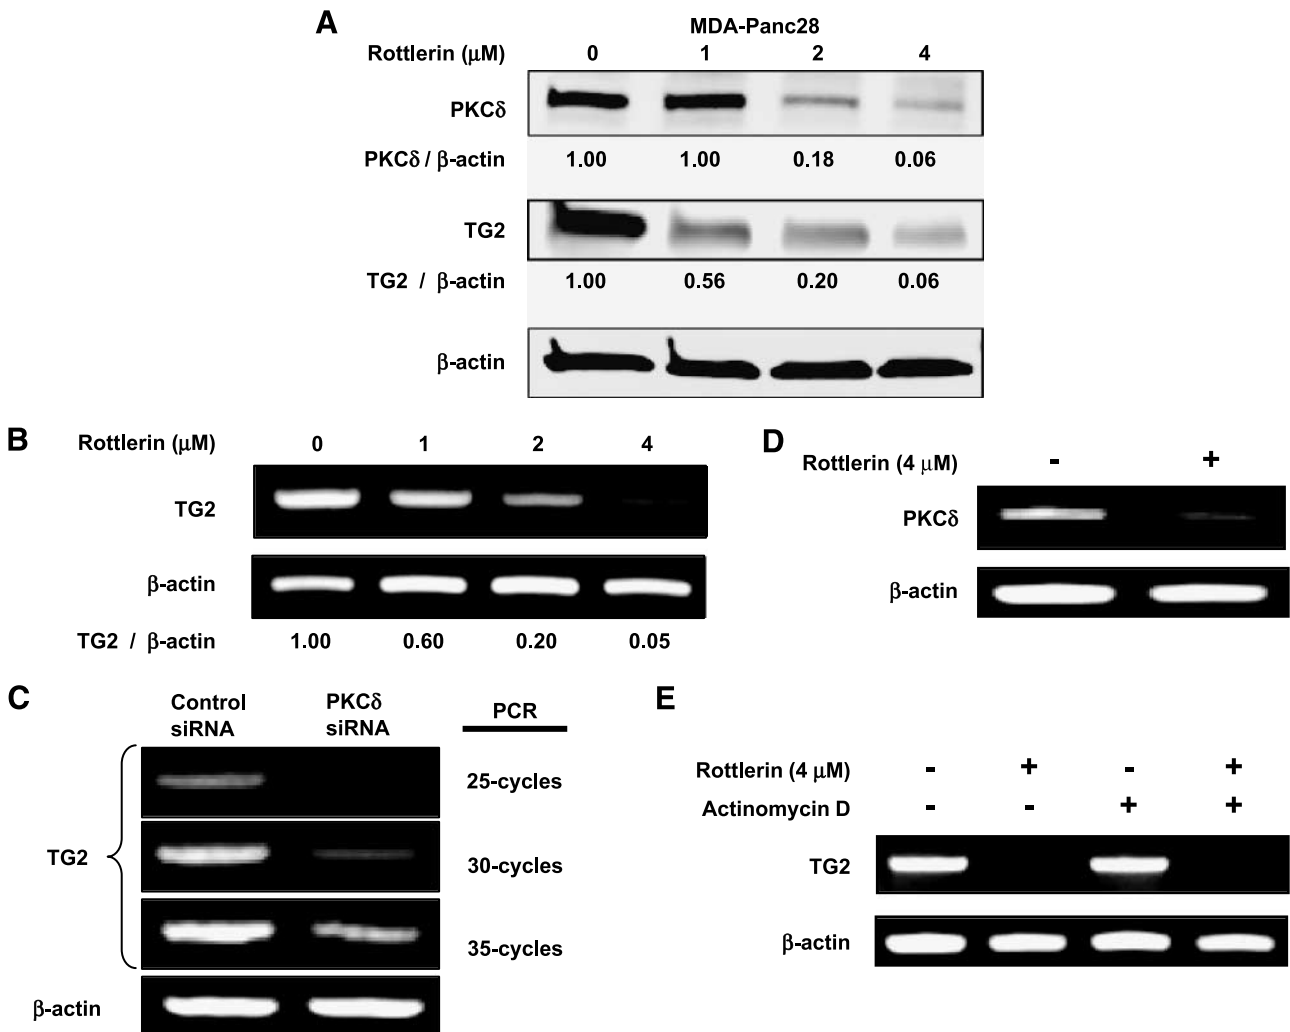 A
MDA-Panc28
Rottlerin (μM) 0 1 2 4
PKCδ
PKCδ / β-actin 1.00 1.00 0.18 0.06
TG2
TG2 / β-actin 1.00 0.56 0.20 0.06
β-actin
B
Rottlerin (μM) 0 1 2 4
TG2
β-actin
TG2 / β-actin 1.00 0.60 0.20 0.05
D
Rottlerin (4 μM) - +
PKCδ
β-actin
C
Control siRNA PKCδ siRNA PCR
25-cycles
TG2 30-cycles
35-cycles
β-actin
E
Rottlerin (4 μM) - + - +
Actinomycin D - - + +
TG2
β-actin